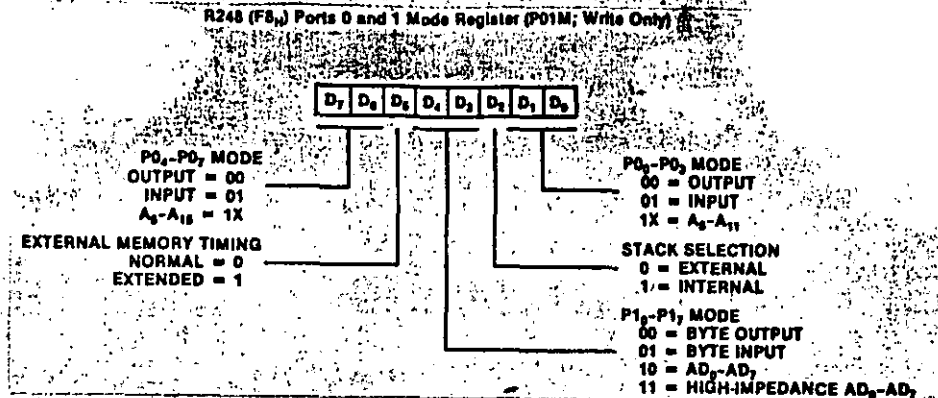 R248 (F8H) Ports 0 and 1 Mode Register (P01M; Write Only)
D7 D6 D5 D4 D3 D2 D1 D0
P04-P07 MODE
OUTPUT = 00
INPUT = 01
A8-A15 = 1X
EXTERNAL MEMORY TIMING
NORMAL = 0
EXTENDED = 1
P00-P03 MODE
00 = OUTPUT
01 = INPUT
1X = A8-A11
STACK SELECTION
0 = EXTERNAL
1 = INTERNAL
P10-P17 MODE
00 = BYTE OUTPUT
01 = BYTE INPUT
10 = AD0-AD7
11 = HIGH-IMPEDANCE AD0-AD7